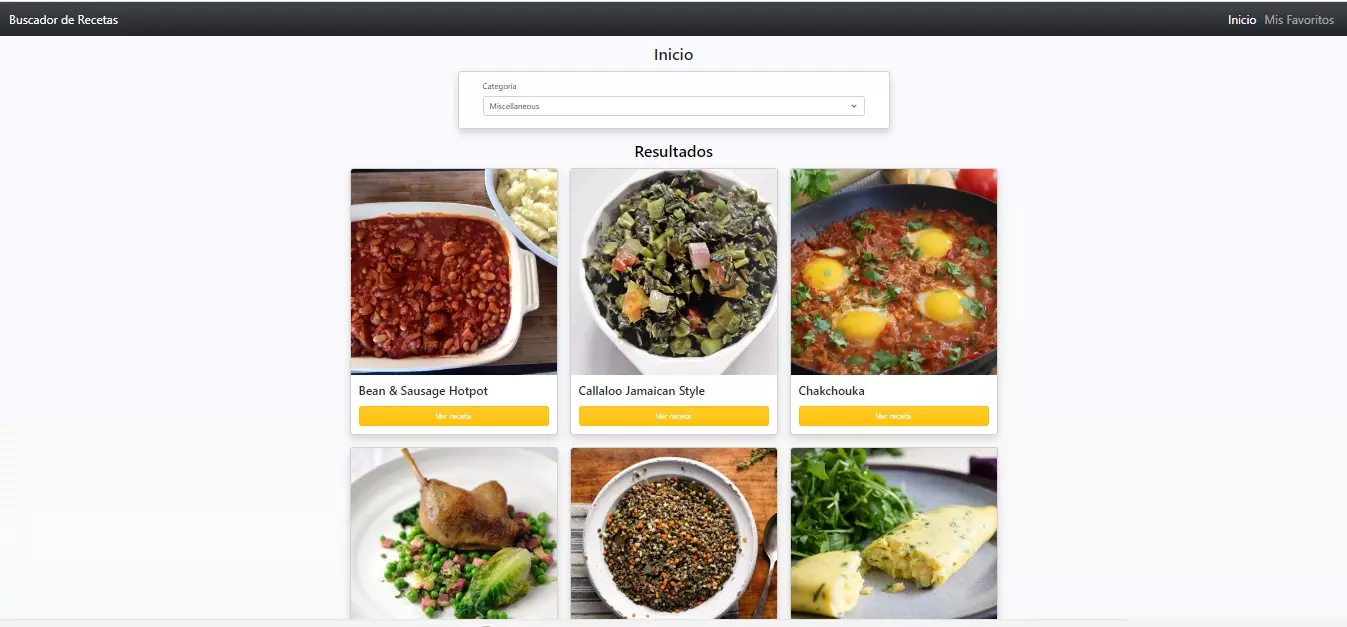 Buscador de Recetas
Inicio Mis Favoritos
Inicio
Categoría
Miscellaneous
Resultados
Bean & Sausage Hotpot
Ver receta
Callaloo Jamaican Style
Ver receta
Chakchouka
Ver receta